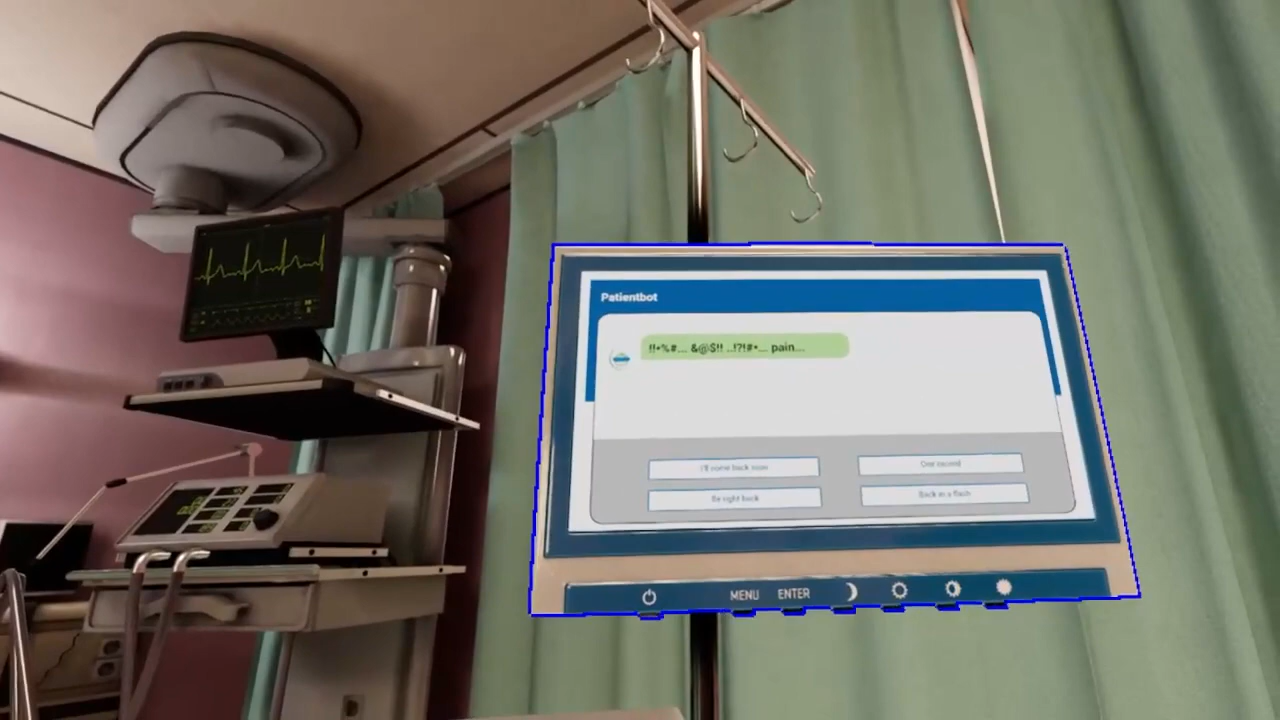 Patientbot
!!*%#... &@$!! ..!?!#*... pain...
I'll come back soon
One second
Be right back
Back in a flash
MENU ENTER